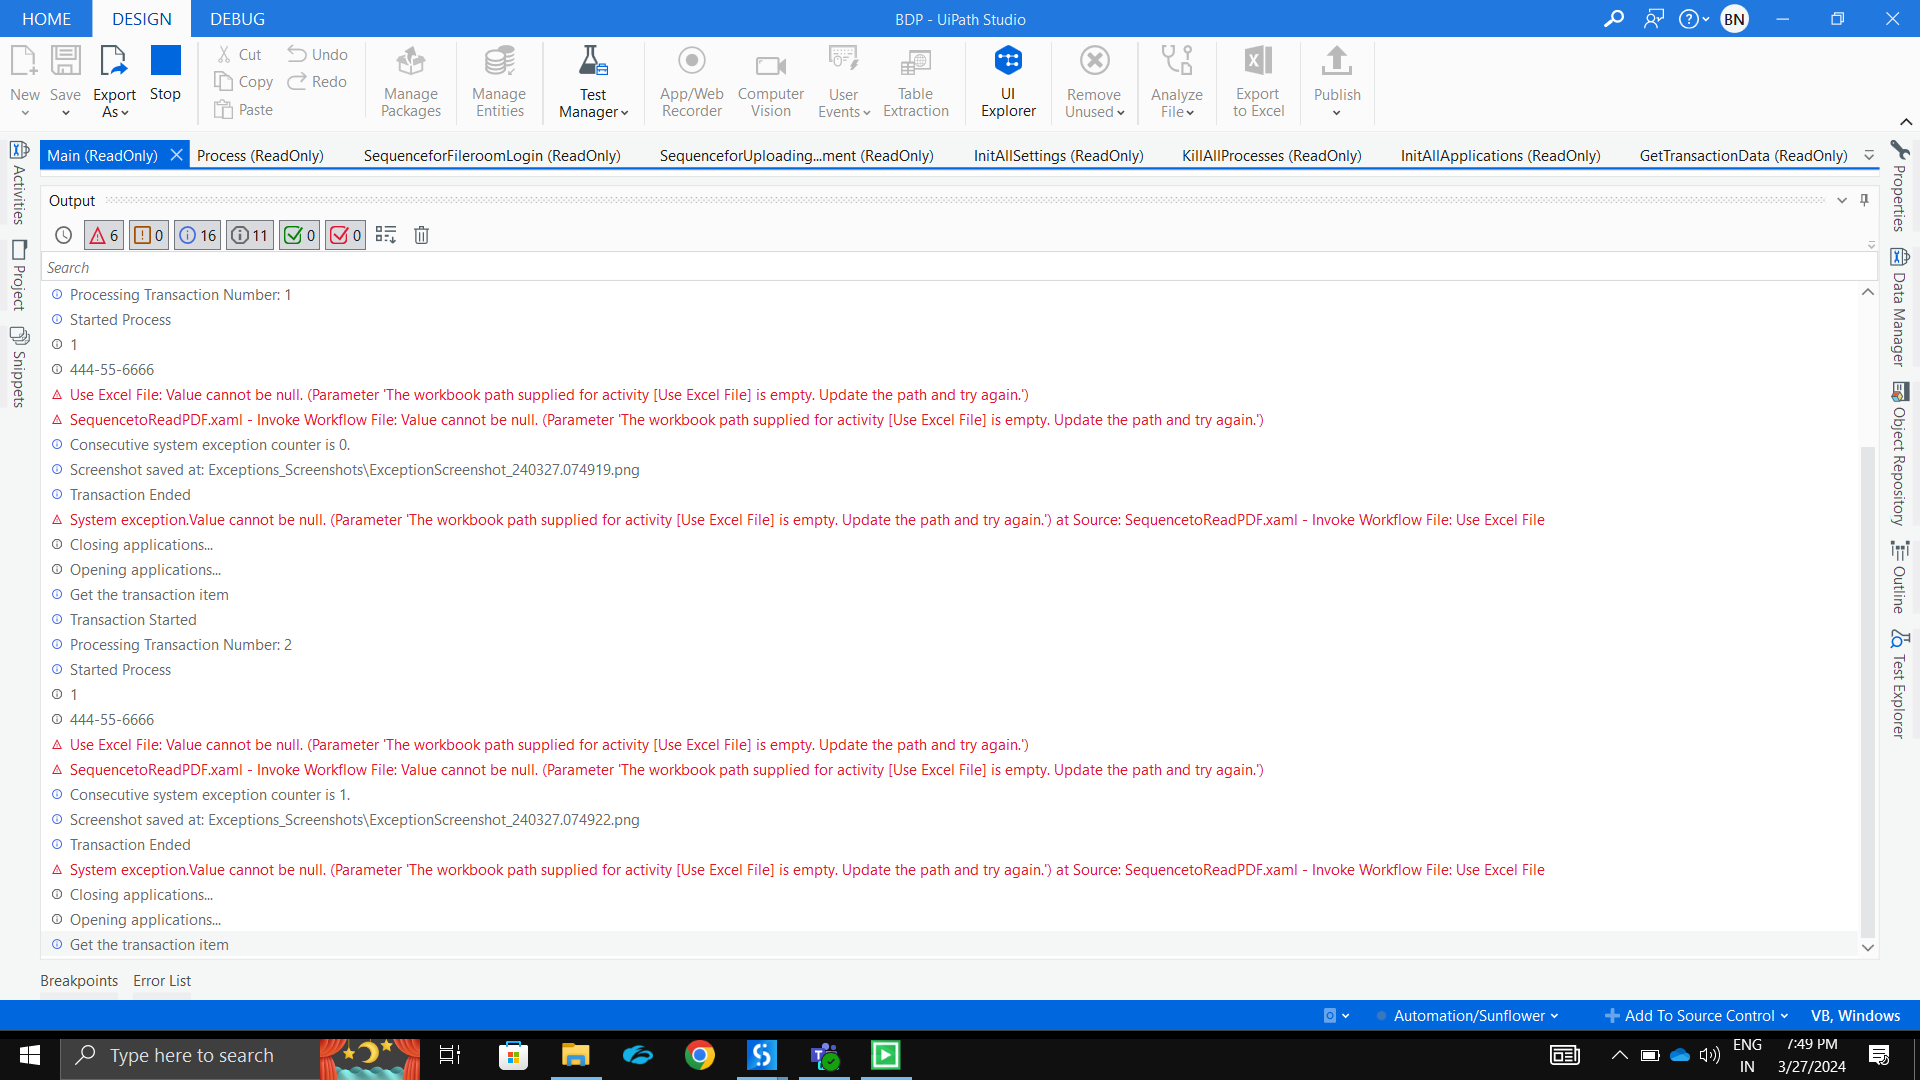 HOME DESIGN DEBUG BDP - UiPath Studio BN
New Save Export As Stop Cut Copy Paste Undo Redo Manage Packages Manage Entities Test Manager App/Web Recorder Computer Vision User Events Table Extraction UI Explorer Remove Unused Analyze File Export to Excel Publish
Main (ReadOnly) Process (ReadOnly) SequenceforFileroomLogin (ReadOnly) SequenceforUploading...ment (ReadOnly) InitAllSettings (ReadOnly) KillAllProcesses (ReadOnly) InitAllApplications (ReadOnly) GetTransactionData (ReadOnly)
Activities
Project
Snippets
Output
6 0 16 11 0 0
Search
Processing Transaction Number: 1
Started Process
1
444-55-6666
Use Excel File: Value cannot be null. (Parameter 'The workbook path supplied for activity [Use Excel File] is empty. Update the path and try again.')
SequencetoReadPDF.xaml - Invoke Workflow File: Value cannot be null. (Parameter 'The workbook path supplied for activity [Use Excel File] is empty. Update the path and try again.')
Consecutive system exception counter is 0.
Screenshot saved at: Exceptions_Screenshots\ExceptionScreenshot_240327.074919.png
Transaction Ended
System exception.Value cannot be null. (Parameter 'The workbook path supplied for activity [Use Excel File] is empty. Update the path and try again.') at Source: SequencetoReadPDF.xaml - Invoke Workflow File: Use Excel File
Closing applications...
Opening applications...
Get the transaction item
Transaction Started
Processing Transaction Number: 2
Started Process
1
444-55-6666
Use Excel File: Value cannot be null. (Parameter 'The workbook path supplied for activity [Use Excel File] is empty. Update the path and try again.')
SequencetoReadPDF.xaml - Invoke Workflow File: Value cannot be null. (Parameter 'The workbook path supplied for activity [Use Excel File] is empty. Update the path and try again.')
Consecutive system exception counter is 1.
Screenshot saved at: Exceptions_Screenshots\ExceptionScreenshot_240327.074922.png
Transaction Ended
System exception.Value cannot be null. (Parameter 'The workbook path supplied for activity [Use Excel File] is empty. Update the path and try again.') at Source: SequencetoReadPDF.xaml - Invoke Workflow File: Use Excel File
Closing applications...
Opening applications...
Get the transaction item
Properties
Data Manager
Object Repository
Outline
Test Explorer
Breakpoints Error List
Automation/Sunflower Add To Source Control VB, Windows
Type here to search
ENG
IN
7:49 PM
3/27/2024